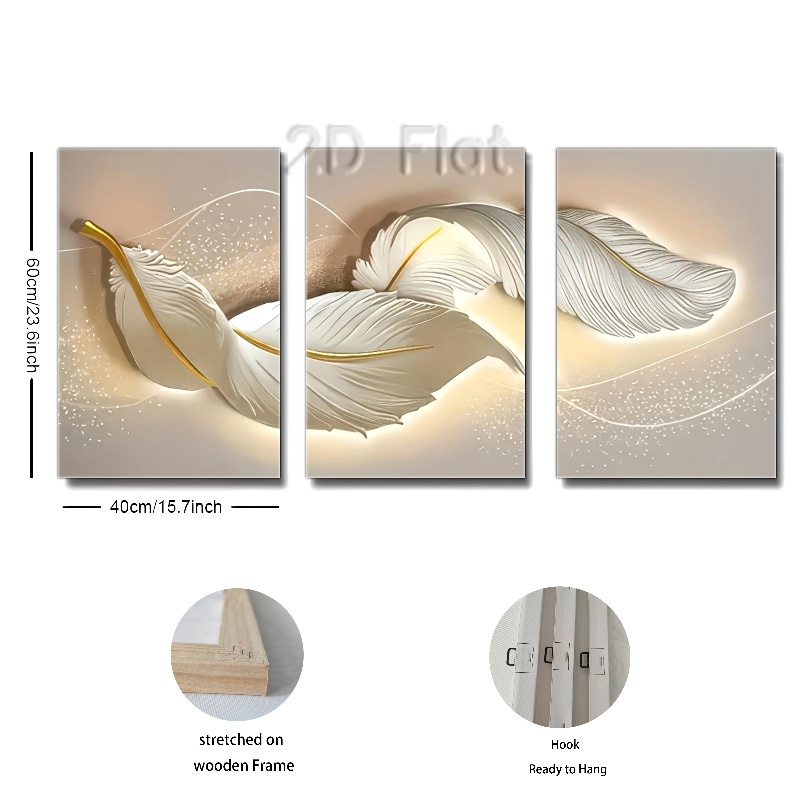 2D Flat
60cm/23.6inch
40cm/15.7inch
stretched on
wooden Frame
Hook
Ready to Hang